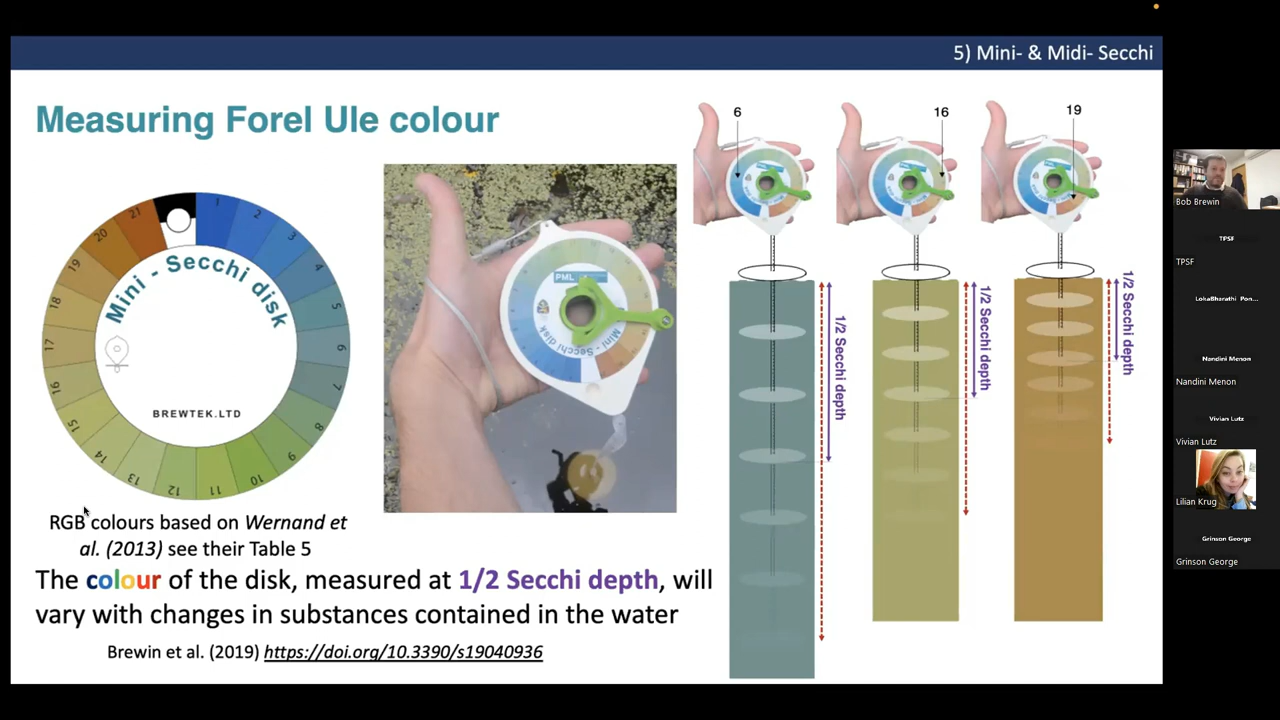 5) Mini- & Midi- Secchi
Measuring Forel Ule colour
6
16
19
1
2
3
4
5
6
7
8
9
10
11
12
13
14
15
16
17
18
19
20
21
Mini - Secchi disk
BREWTEK.LTD
PML
Mini - Secchi disk
1/2 Secchi depth
1/2 Secchi depth
1/2 Secchi depth
RGB colours based on Wernand et
al. (2013) see their Table 5
The colour of the disk, measured at 1/2 Secchi depth, will
vary with changes in substances contained in the water
Brewin et al. (2019) https://doi.org/10.3390/s19040936
Bob Brewin
TPSF
TPSF
LokaBharathi Pon...
Nandini Menon
Nandini Menon
Vivian Lutz
Vivian Lutz
Lilian Krug
Grinson George
Grinson George